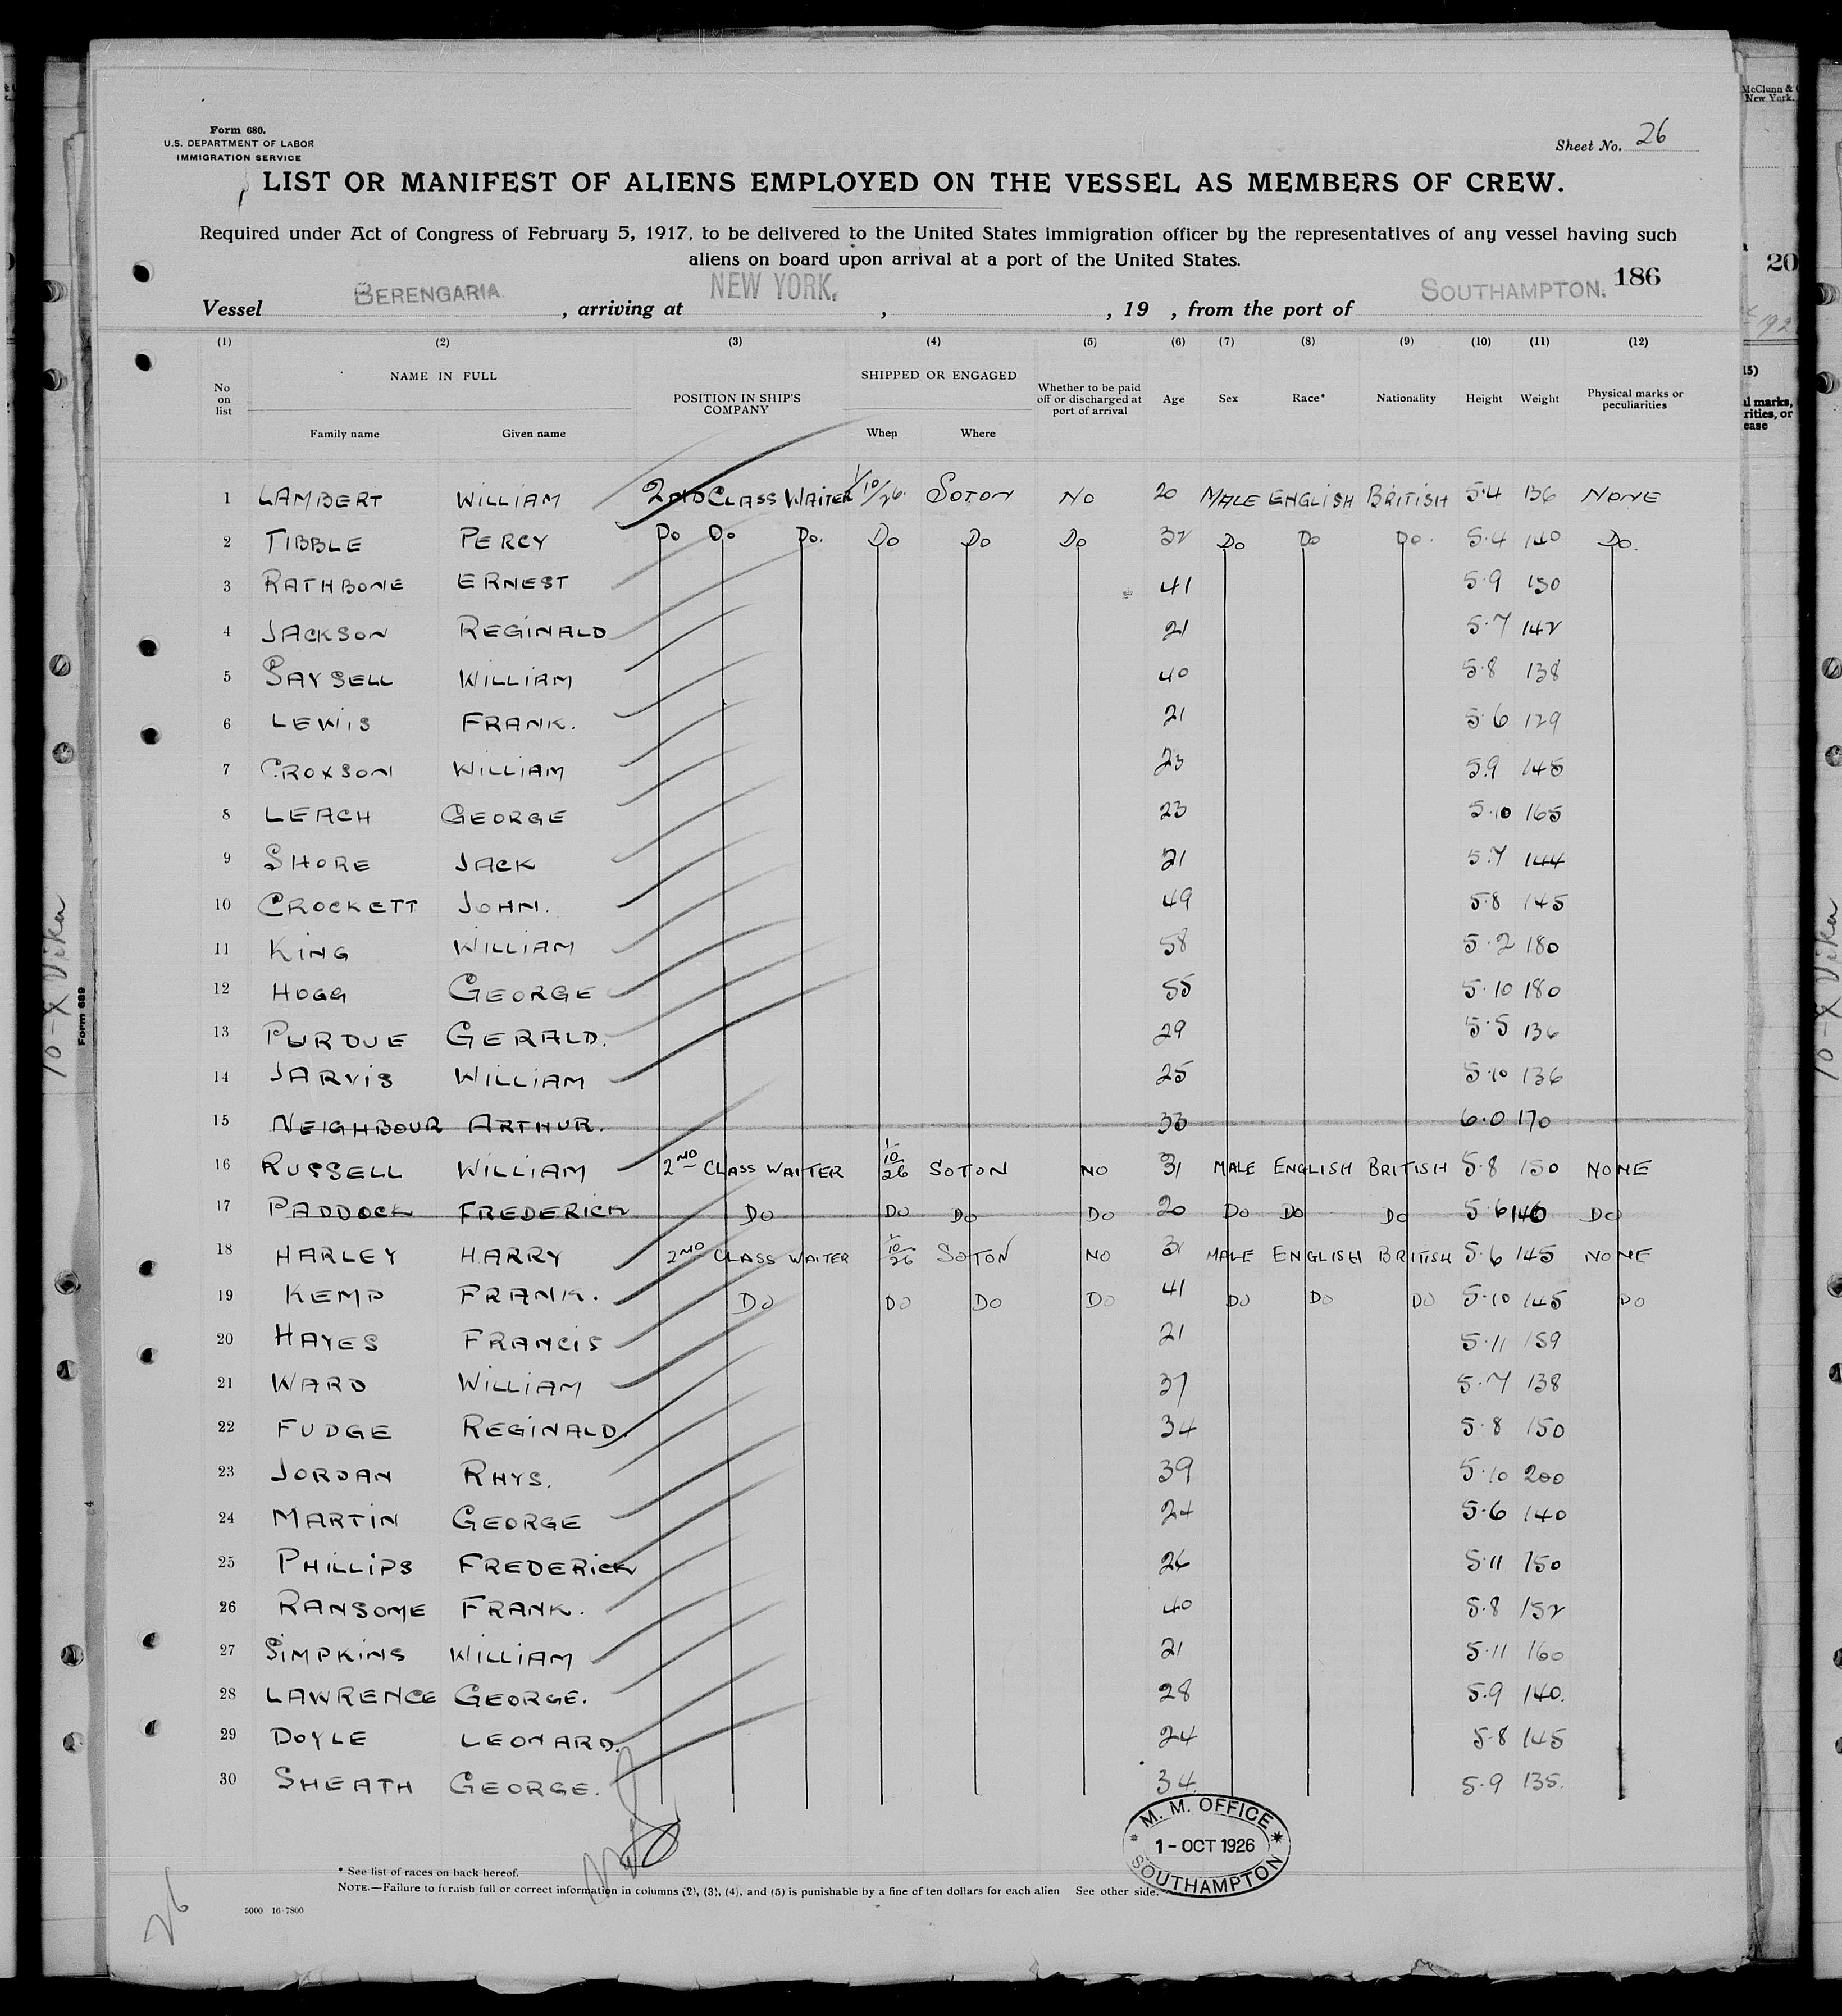 Form 680.
U.S. DEPARTMENT OF LABOR
IMMIGRATION SERVICE
Sheet No. 26
LIST OR MANIFEST OF ALIENS EMPLOYED ON THE VESSEL AS MEMBERS OF CREW.
Required under Act of Congress of February 5, 1917, to be delivered to the United States immigration officer by the representatives of any vessel having such
aliens on board upon arrival at a port of the United States.
186
Vessel BERENGARIA, arriving at NEW YORK. , , 19 , from the port of SOUTHAMPTON.
(1) (2) (3) (4) (5) (6) (7) (8) (9) (10) (11) (12)
No on list NAME IN FULL Family name Given name POSITION IN SHIP'S COMPANY SHIPPED OR ENGAGED When Where Whether to be paid off or discharged at port of arrival Age Sex Race* Nationality Height Weight Physical marks or peculiarities
1 LAMBERT WILLIAM 2ND CLASS WAITER 1/10/26. SOTON NO 20 MALE ENGLISH BRITISH 5.4 136 NONE
2 TIBBLE PERCY DO DO DO. DO DO DO 32 DO DO DO. 5.4 140 DO.
3 RATHBONE ERNEST 41 5.9 150
4 JACKSON REGINALD 21 5.7 142
5 SAYSELL WILLIAM 40 5.8 138
6 LEWIS FRANK. 21 5.6 129
7 CROXSON WILLIAM 23 5.9 145
8 LEACH GEORGE 23 5.10 165
9 SHORE JACK 21 5.7 144
10 CROCKETT JOHN. 49 5.8 145
11 KING WILLIAM 58 5.2 180
12 HOGG GEORGE 55 5.10 180
13 PURDUE GERALD. 29 5.5 136
14 JARVIS WILLIAM 25 5.10 136
15 NEIGHBOUR ARTHUR. 33 6.0 170
16 RUSSELL WILLIAM 2ND CLASS WAITER 1/10/26 SOTON NO 31 MALE ENGLISH BRITISH 5.8 150 NONE
17 PADDOCK FREDERICK DO DO DO DO 20 DO DO DO 5.6 140 DO
18 HARLEY HARRY 2ND CLASS WAITER 1/10/26 SOTON NO 31 MALE ENGLISH BRITISH 5.6 145 NONE
19 KEMP FRANK. DO DO DO DO 41 DO DO DO 5.10 145 DO
20 HAYES FRANCIS 21 5.11 159
21 WARD WILLIAM 37 5.7 138
22 FUDGE REGINALD. 34 5.8 150
23 JORDAN RHYS. 39 5.10 200
24 MARTIN GEORGE 24 5.6 140
25 PHILLIPS FREDERICK 26 5.11 150
26 RANSOME FRANK. 40 5.8 152
27 SIMPKINS WILLIAM 21 5.11 160
28 LAWRENCE GEORGE. 28 5.9 140.
29 DOYLE LEONARD. 24 5.8 145
30 SHEATH GEORGE. 34. 5.9 135.
M. M. OFFICE
1-OCT 1926
SOUTHAMPTON
* See list of races on back hereof.
NOTE.—Failure to furnish full or correct information in columns (2), (3), (4), and (5) is punishable by a fine of ten dollars for each alien See other side.
5000 16-7800
26
Form 689
McClunn &
New York.
20
192
15)
al marks,
rities, or
ease